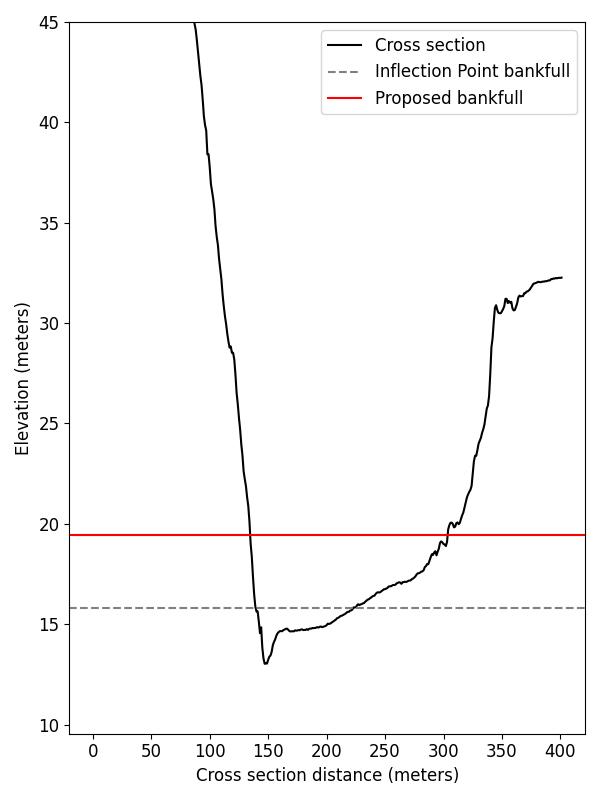 45
40
35
30
25
20
15
10
Elevation (meters)
Cross section
Inflection Point bankfull
Proposed bankfull
0 50 100 150 200 250 300 350 400
Cross section distance (meters)